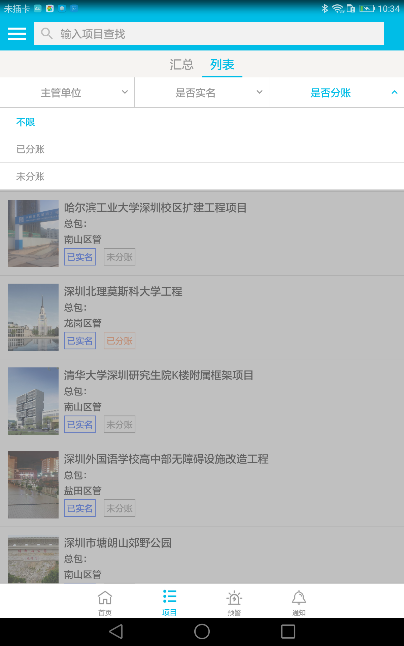 未插卡
10:34
输入项目查找
汇总 列表
主管单位 是否实名 是否分账
不限
已分账
未分账
哈尔滨工业大学深圳校区扩建工程项目
总包:
南山区管
已实名 未分账
深圳北理莫斯科大学工程
总包:
龙岗区管
已实名 已分账
清华大学深圳研究生院K楼附属框架项目
总包:
南山区管
已实名 未分账
深圳外国语学校高中部无障碍设施改造工程
总包:
盐田区管
已实名 未分账
深圳市塘朗山郊野公园
总包:
南山区管
首页 项目 预警 通知